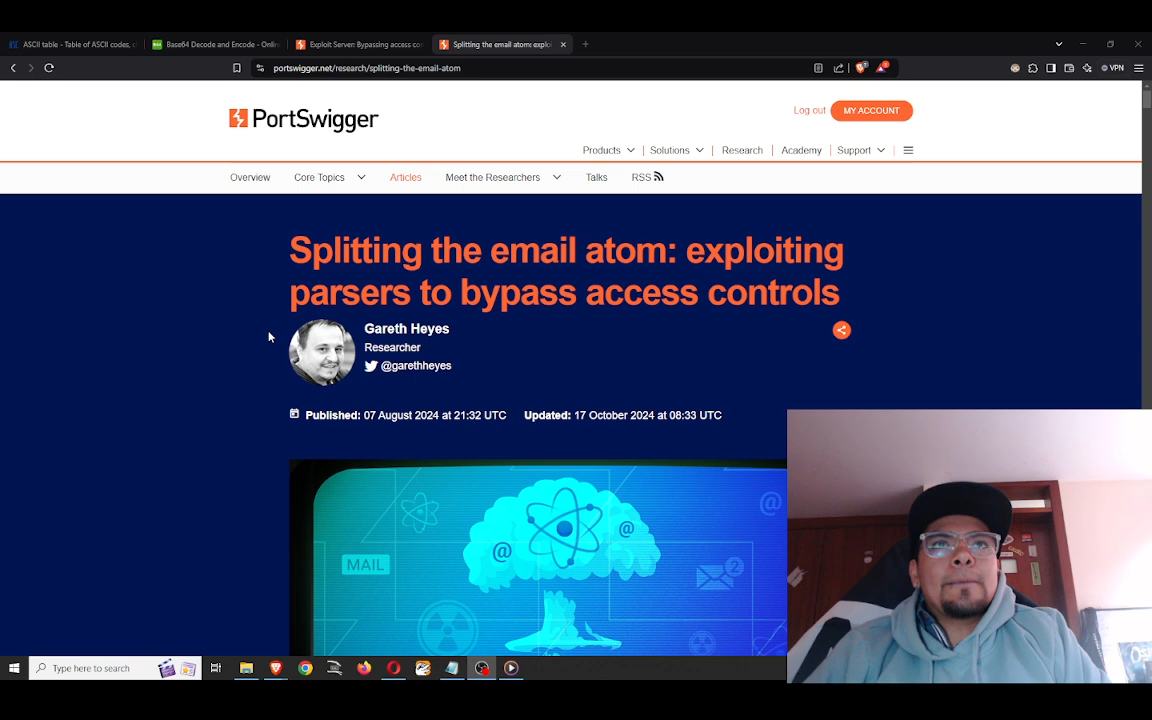 ASCII table - Table of ASCII codes, c
Base64 Decode and Encode - Onlin
Exploit Server: Bypassing access co
Splitting the email atom: exploi
portswigger.net/research/splitting-the-email-atom
VPN
PortSwigger
Log out
MY ACCOUNT
Products
Solutions
Research
Academy
Support
Overview
Core Topics
Articles
Meet the Researchers
Talks
RSS
Splitting the email atom: exploiting
parsers to bypass access controls
Gareth Heyes
Researcher
@garethheyes
Published: 07 August 2024 at 21:32 UTC
Updated: 17 October 2024 at 08:33 UTC
@
@
@
MAIL
2
Type here to search